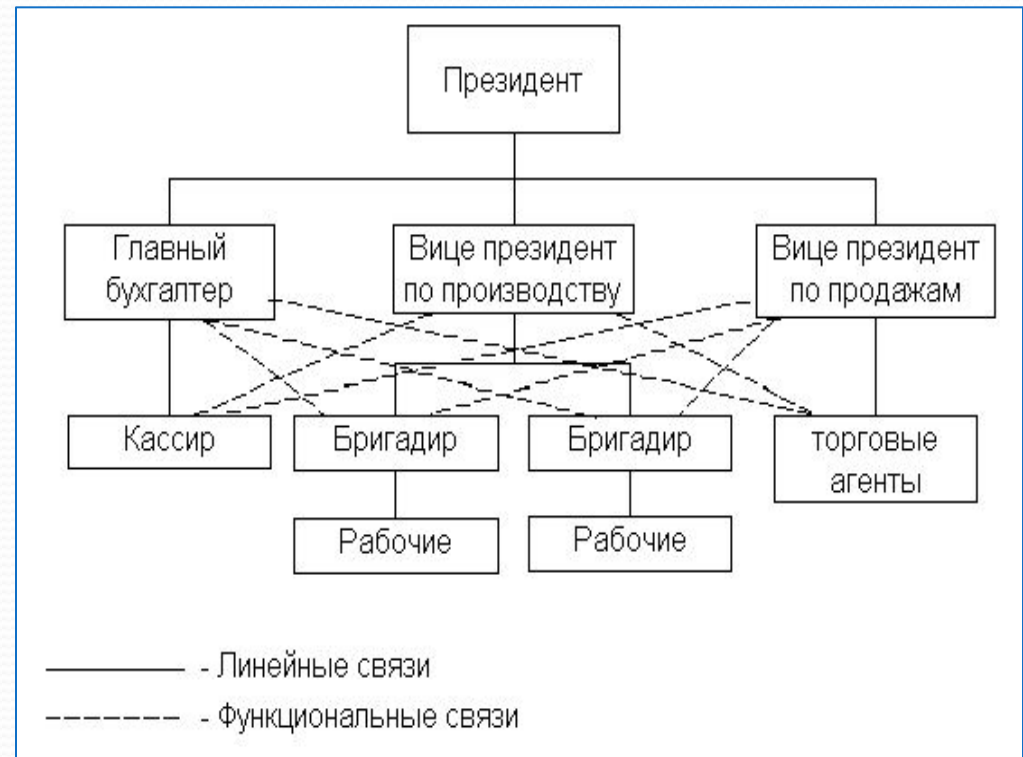 Президент
Главный
бухгалтер
Вице президент
по производству
Вице президент
по продажам
Кассир
Бригадир
Бригадир
торговые
агенты
Рабочие
Рабочие
- Линейные связи
- Функциональные связи